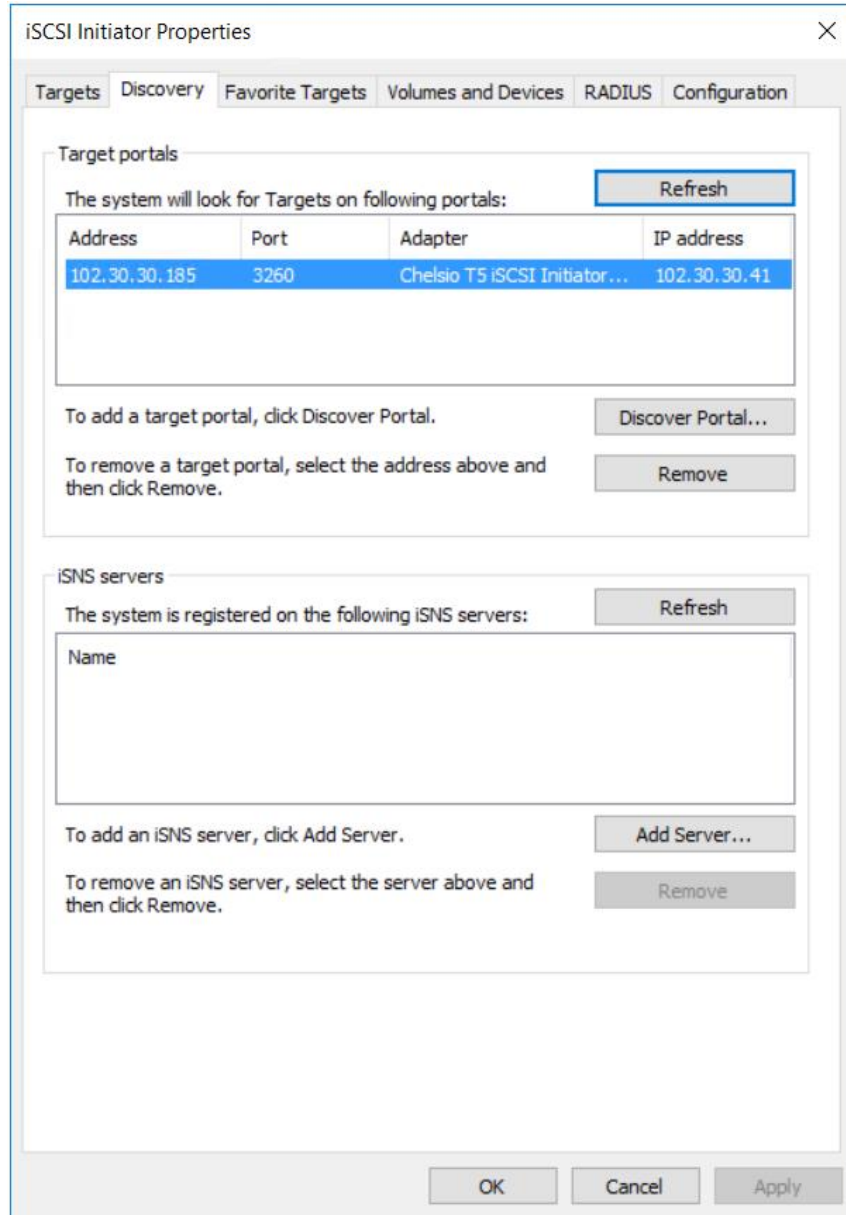 iSCSI Initiator Properties
Targets Discovery Favorite Targets Volumes and Devices RADIUS Configuration
Target portals
The system will look for Targets on following portals:
Refresh
Address Port Adapter IP address
102.30.30.185 3260 Chelsio T5 iSCSI Initiator... 102.30.30.41
To add a target portal, click Discover Portal.
Discover Portal...
To remove a target portal, select the address above and
then click Remove.
Remove
iSNS servers
The system is registered on the following iSNS servers:
Refresh
Name
To add an iSNS server, click Add Server.
Add Server...
To remove an iSNS server, select the server above and
then click Remove.
Remove
OK Cancel Apply